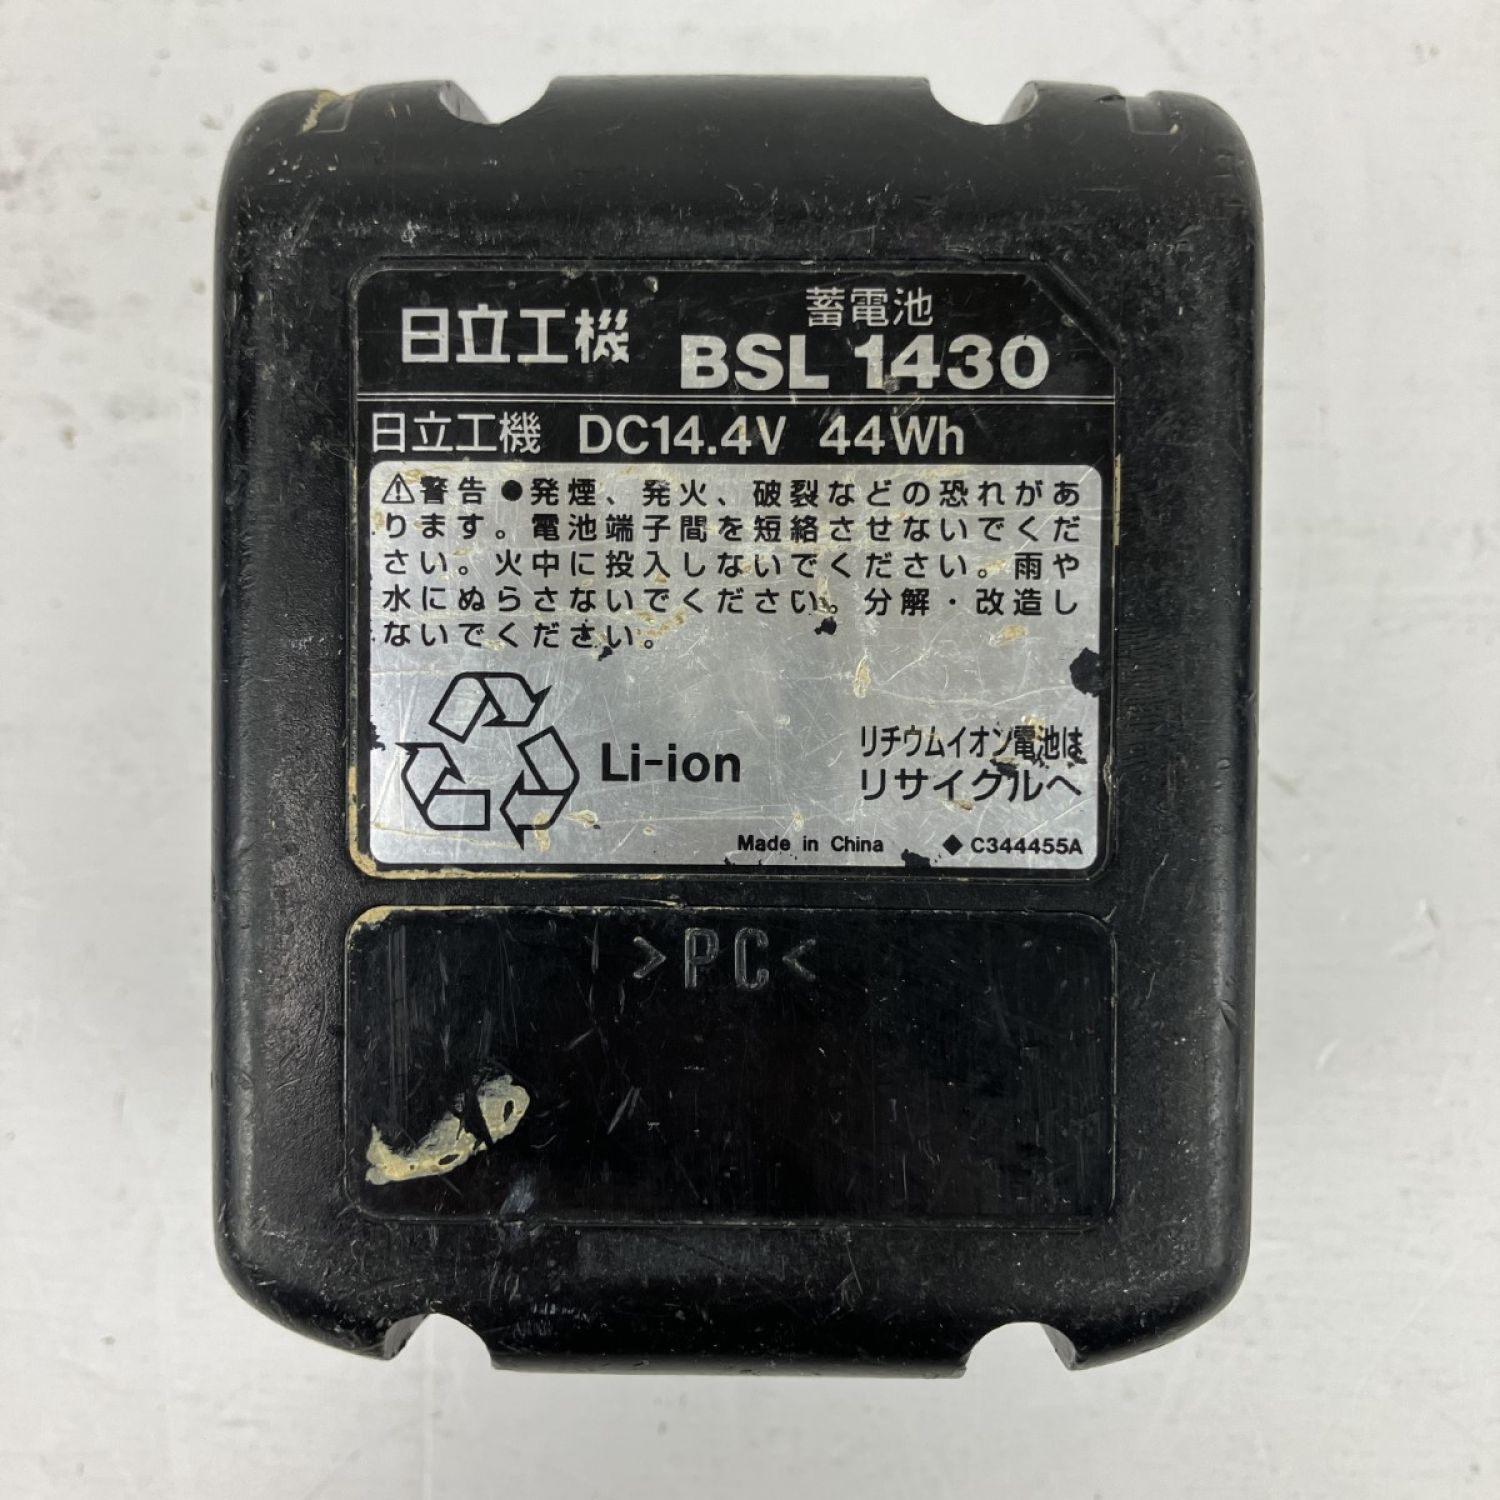 日立工機
蓄電池
BSL 1430
日立工機 DC14.4V 44Wh
⚠警告 ●発煙、発火、破裂などの恐れがあ
ります。電池端子間を短絡させないでくだ
さい。火中に投入しないでください。雨や
水にぬらさないでください。分解・改造し
ないでください。
Li-ion
リチウムイオン電池は
リサイクルへ
Made in China ◆ C344455A
>PC<